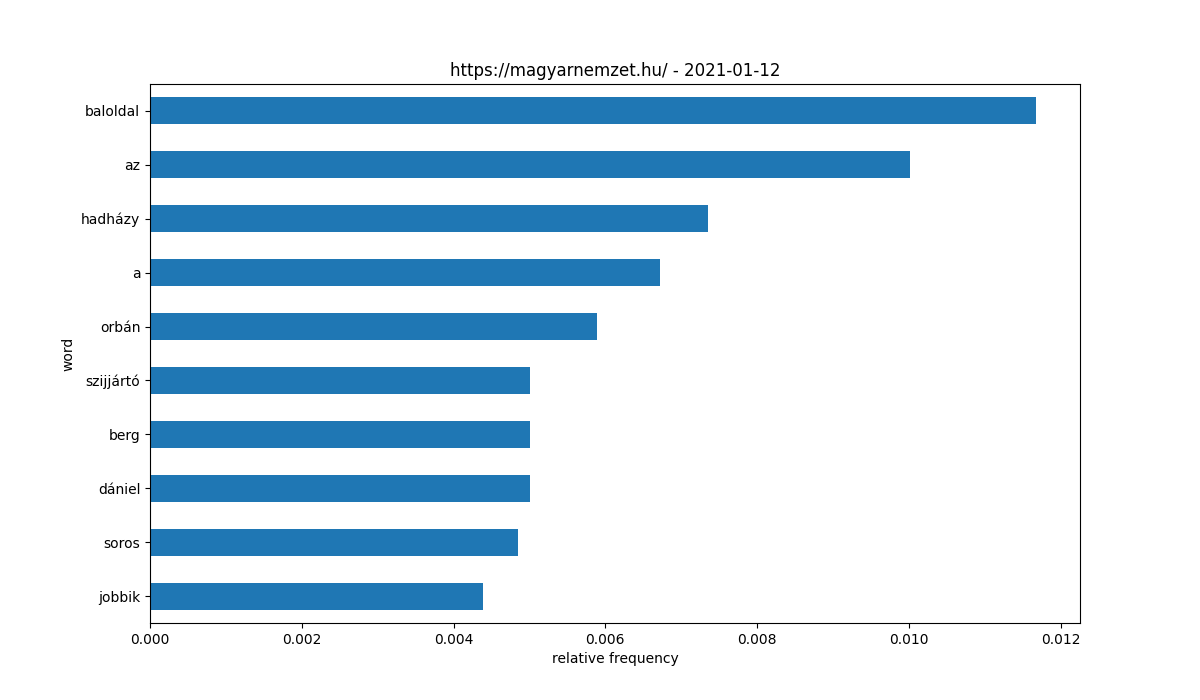 https://magyarnemzet.hu/ - 2021-01-12
baloldal
az
hadházy
a
orbán
szijjártó
berg
dániel
soros
jobbik
word
0.000 0.002 0.004 0.006 0.008 0.010 0.012
relative frequency